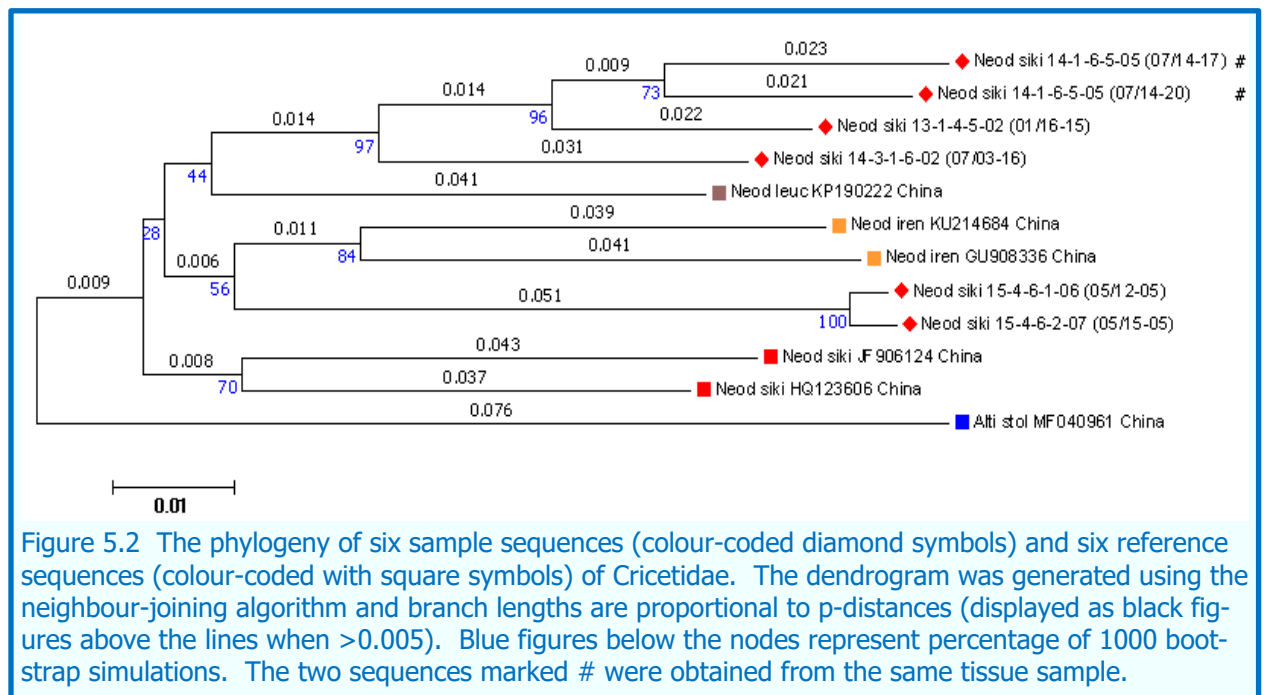 0.023
Neod siki 14-1-6-5-05 (07/14-17) #
0.009
73
0.021
Neod siki 14-1-6-5-05 (07/14-20) #
0.014
96
0.022
Neod siki 13-1-4-5-02 (01/16-15)
0.014
97
0.031
Neod siki 14-3-1-6-02 (07/03-16)
44
0.041
Neod leuc KP190222 China
28
0.039
Neod iren KU214684 China
0.011
84
0.041
Neod iren GU908336 China
0.006
56
0.051
Neod siki 15-4-6-1-06 (05/12-05)
100
Neod siki 15-4-6-2-07 (05/15-05)
0.009
0.043
Neod siki JF906124 China
0.008
70
0.037
Neod siki HQ123606 China
0.076
Alti stol MF040961 China
0.01
Figure 5.2 The phylogeny of six sample sequences (colour-coded diamond symbols) and six reference
sequences (colour-coded with square symbols) of Cricetidae. The dendrogram was generated using the
neighbour-joining algorithm and branch lengths are proportional to p-distances (displayed as black fig-
ures above the lines when >0.005). Blue figures below the nodes represent percentage of 1000 boot-
strap simulations. The two sequences marked # were obtained from the same tissue sample.